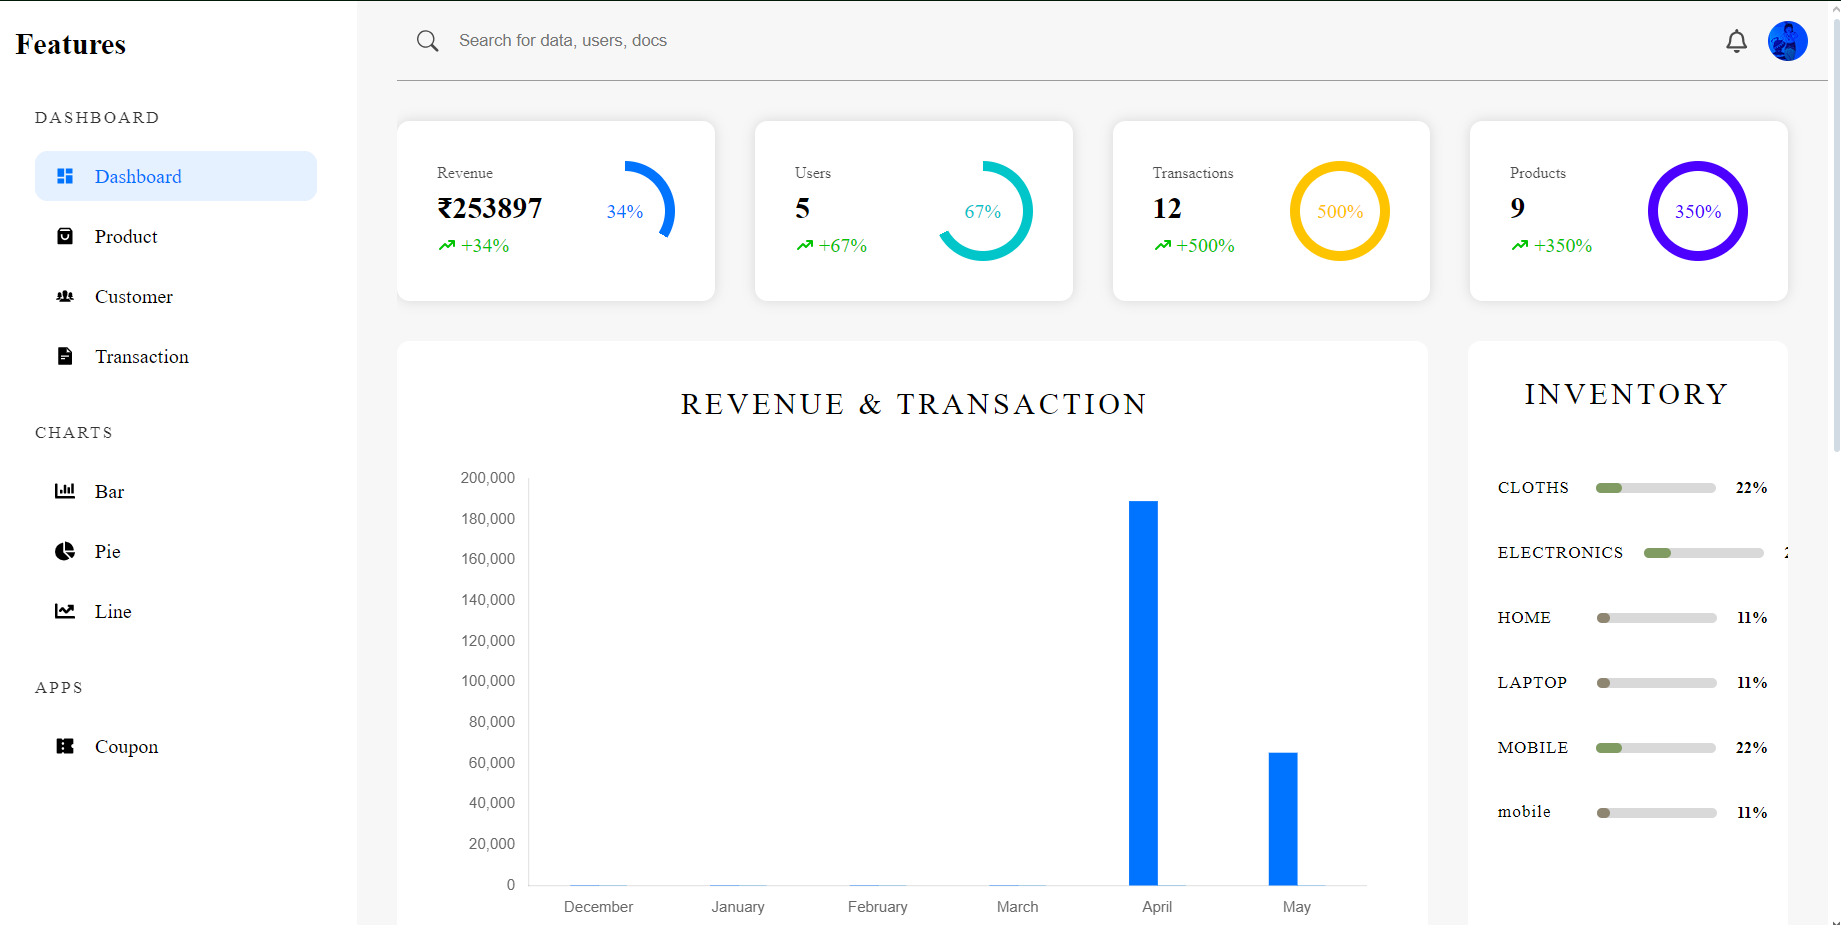 Features
DASHBOARD
Dashboard
Product
Customer
Transaction
CHARTS
Bar
Pie
Line
APPS
Coupon
Search for data, users, docs
Revenue
₹253897
+34%
34%
Users
5
+67%
67%
Transactions
12
+500%
500%
Products
9
+350%
350%
REVENUE & TRANSACTION
200,000
180,000
160,000
140,000
120,000
100,000
80,000
60,000
40,000
20,000
0
December January February March April May
INVENTORY
CLOTHS 22%
ELECTRONICS
HOME 11%
LAPTOP 11%
MOBILE 22%
mobile 11%